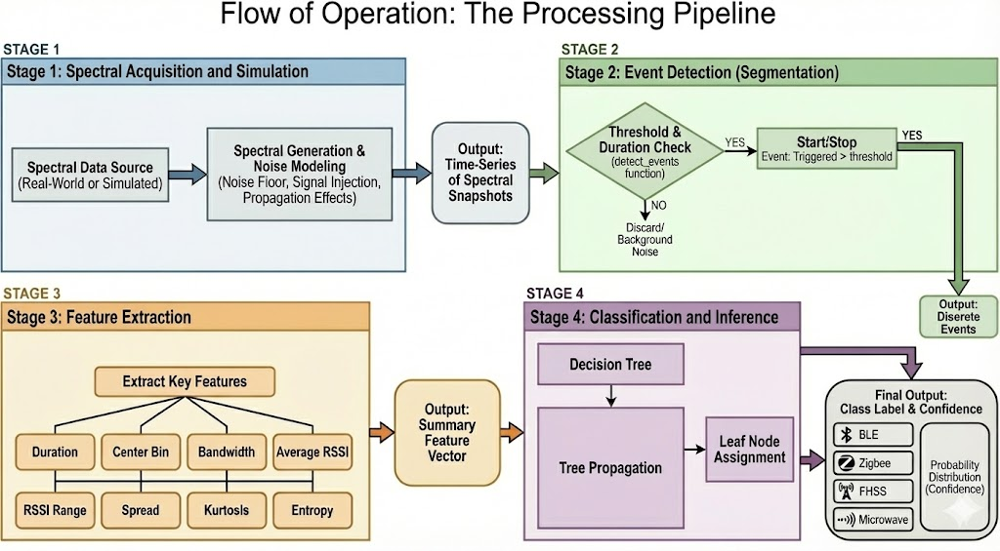 Flow of Operation: The Processing Pipeline
STAGE 1
Stage 1: Spectral Acquisition and Simulation
Spectral Data Source
(Real-World or Simulated)
Spectral Generation &
Noise Modeling
(Noise Floor, Signal Injection,
Propagation Effects)
Output:
Time-Series
of Spectral
Snapshots
STAGE 2
Stage 2: Event Detection (Segmentation)
Threshold &
Duration Check
(detect_events
function)
YES
NO
Discard/
Background
Noise
Start/Stop
Event: Triggered > threshold
YES
Output:
Discrete
Events
STAGE 3
Stage 3: Feature Extraction
Extract Key Features
Duration
Center Bin
Bandwidth
Average RSSI
RSSI Range
Spread
Kurtosis
Entropy
Output:
Summary
Feature
Vector
STAGE 4
Stage 4: Classification and Inference
Decision Tree
Tree Propagation
Leaf Node
Assignment
Final Output:
Class Label & Confidence
BLE
Zigbee
FHSS
Microwave
Probability
Distribution
(Confidence)